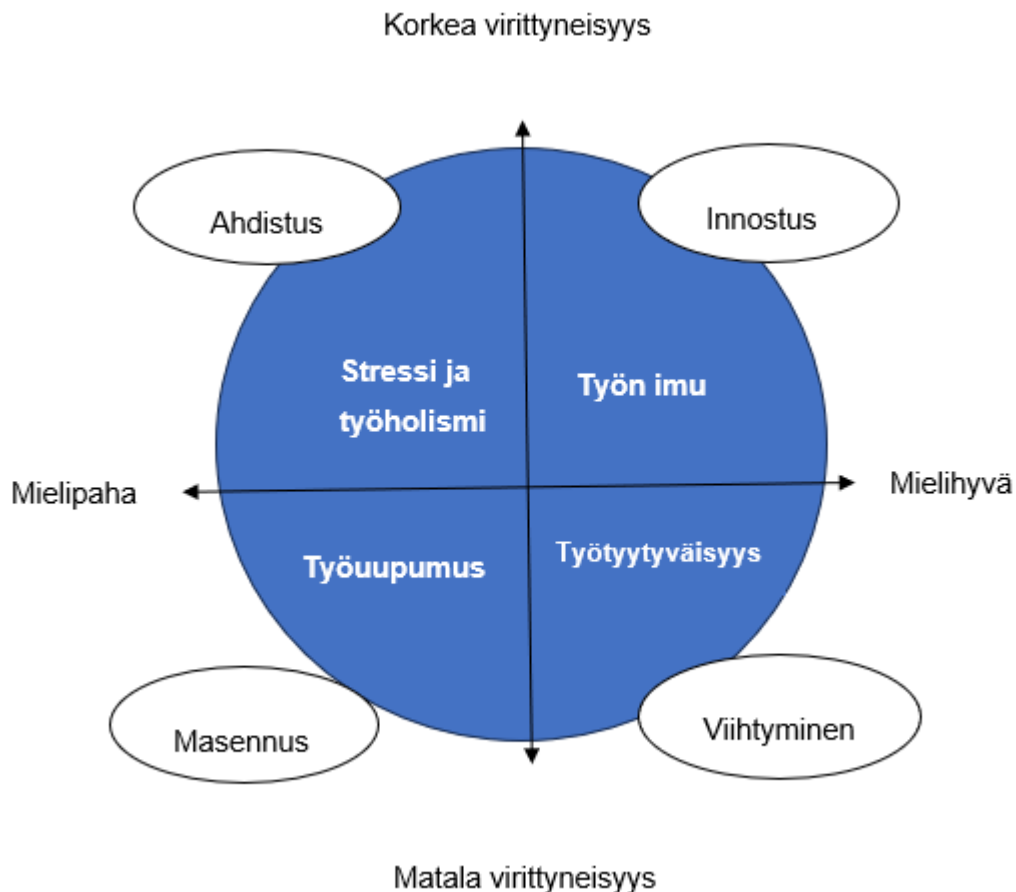 Korkea virittyneisyys
Ahdistus
Innostus
Stressi ja
työholismi
Työn imu
Mielipaha
Mielihyvä
Työuupumus
Työtyytyväisyys
Masennus
Viihtyminen
Matala virittyneisyys